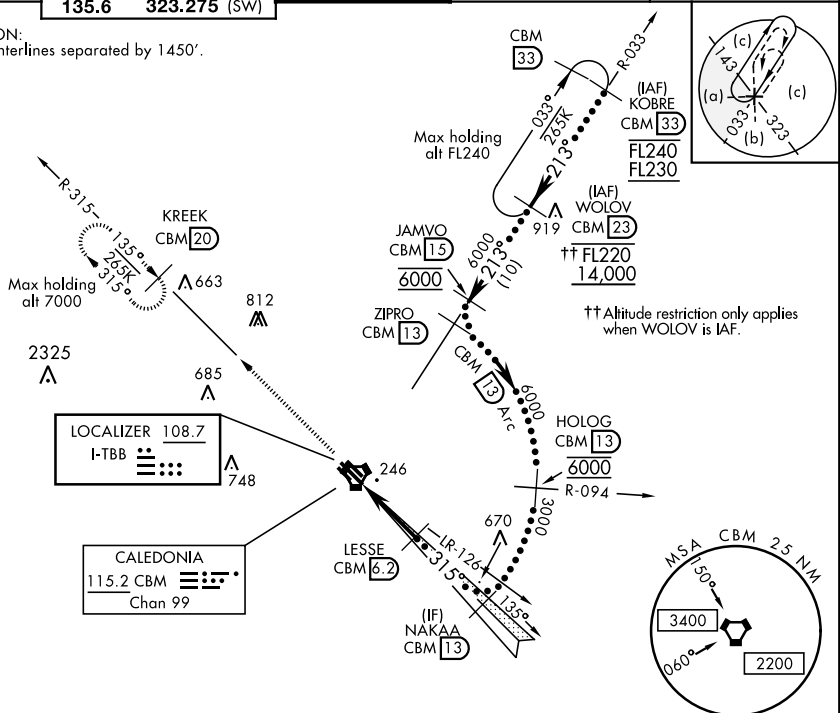 135.6 323.275 (SW)
ON:
nterlines separated by 1450'.
CBM
33
R-033
033°
265K
213°
Max holding
alt FL240
(IAF)
KOBRE
CBM 33
FL240
FL230
(c)
143
(a)
(c)
033
323
(b)
R-315
KREEK
CBM 20
135°
265K
315°
Max holding
alt 7000
663
812
2325
685
748
JAMVO
CBM 15
6000
6000
213°
(10)
919
(IAF)
WOLOV
CBM 23
†† FL220
14,000
††Altitude restriction only applies
when WOLOV is IAF.
ZIPRO
CBM 13
CBM 13 Arc
6000
HOLOG
CBM 13
6000
R-094
3000
LOCALIZER 108.7
I-TBB
246
CALEDONIA
115.2 CBM
Chan 99
670
LR-126
LESSE
CBM 6.2
315°
135°
(IF)
NAKAA
CBM 13
MSA CBM 25 NM
150°
3400
060°
2200